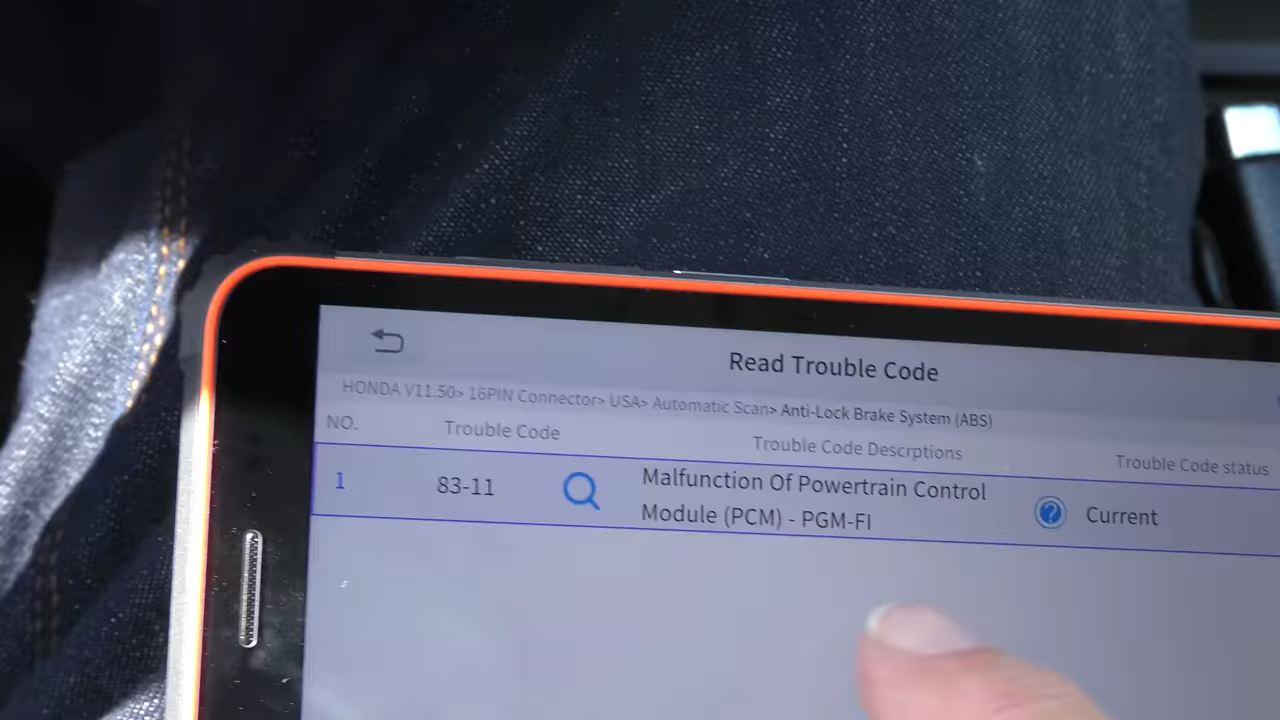 Read Trouble Code
HONDA V11.50> 16PIN Connector> USA> Automatic Scan> Anti-Lock Brake System (ABS)
NO. Trouble Code Trouble Code Descrptions Trouble Code status
1 83-11 Malfunction Of Powertrain Control
Module (PCM) - PGM-FI ? Current